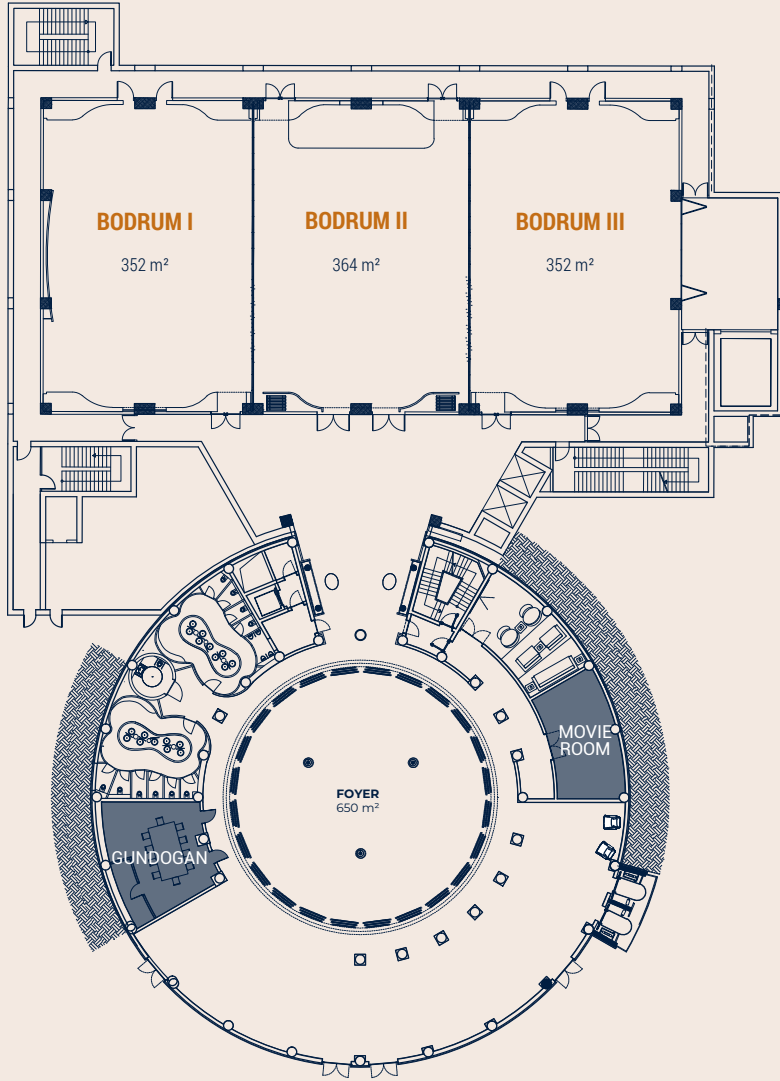 BODRUM I
352 m²
BODRUM II
364 m²
BODRUM III
352 m²
MOVIE
ROOM
FOYER
650 m²
GUNDOGAN